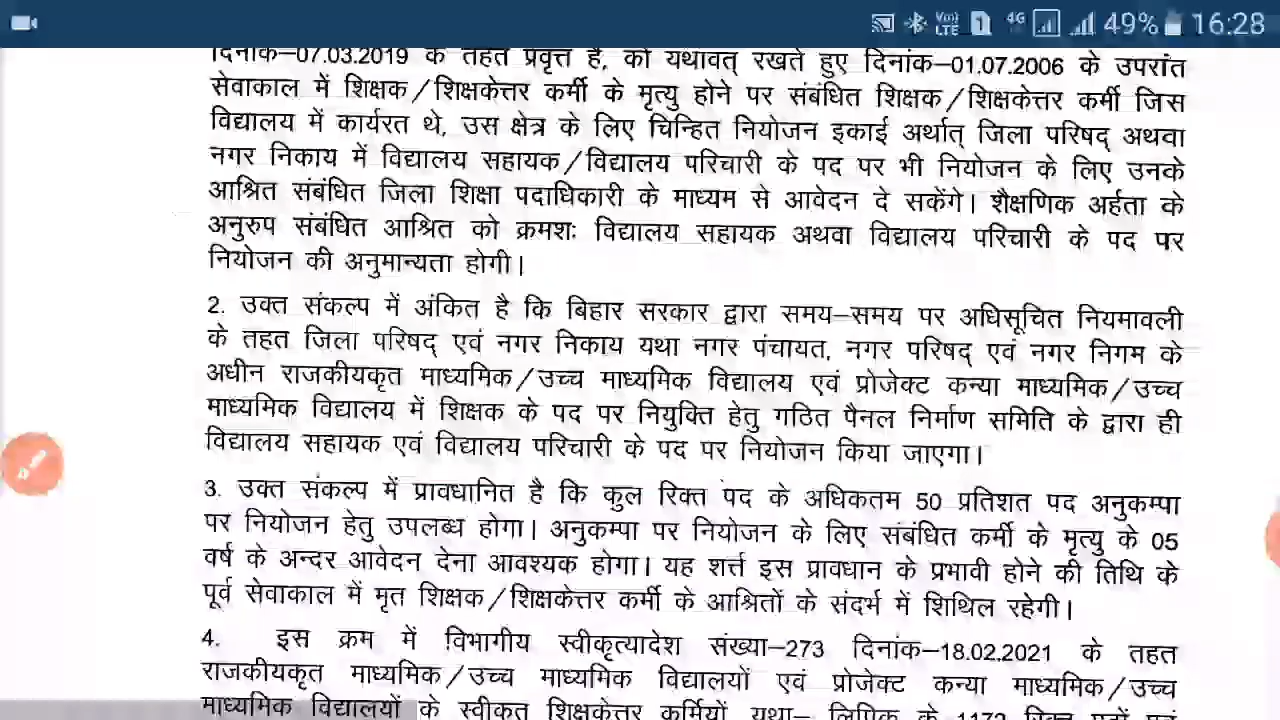 VoLTE 1 4G 49% 16:28
दिनांक–07.03.2019 के तहत प्रवृत्त है, को यथावत् रखते हुए दिनांक–01.07.2006 के उपरांत
सेवाकाल में शिक्षक/शिक्षकेत्तर कर्मी के मृत्यु होने पर संबंधित शिक्षक/शिक्षकेत्तर कर्मी जिस
विद्यालय में कार्यरत थे, उस क्षेत्र के लिए चिन्हित नियोजन इकाई अर्थात् जिला परिषद् अथवा
नगर निकाय में विद्यालय सहायक/विद्यालय परिचारी के पद पर भी नियोजन के लिए उनके
आश्रित संबंधित जिला शिक्षा पदाधिकारी के माध्यम से आवेदन दे सकेंगे। शैक्षणिक अर्हता के
अनुरुप संबंधित आश्रित को क्रमशः विद्यालय सहायक अथवा विद्यालय परिचारी के पद पर
नियोजन की अनुमान्यता होगी।
2. उक्त संकल्प में अंकित है कि बिहार सरकार द्वारा समय–समय पर अधिसूचित नियमावली
के तहत जिला परिषद् एवं नगर निकाय यथा नगर पंचायत, नगर परिषद् एवं नगर निगम के
अधीन राजकीयकृत माध्यमिक/उच्च माध्यमिक विद्यालय एवं प्रोजेक्ट कन्या माध्यमिक/उच्च
माध्यमिक विद्यालय में शिक्षक के पद पर नियुक्ति हेतु गठित पैनल निर्माण समिति के द्वारा ही
विद्यालय सहायक एवं विद्यालय परिचारी के पद पर नियोजन किया जाएगा।
3. उक्त संकल्प में प्रावधानित है कि कुल रिक्त पद के अधिकतम 50 प्रतिशत पद अनुकम्पा
पर नियोजन हेतु उपलब्ध होगा। अनुकम्पा पर नियोजन के लिए संबंधित कर्मी के मृत्यु के 05
वर्ष के अन्दर आवेदन देना आवश्यक होगा। यह शर्त्त इस प्रावधान के प्रभावी होने की तिथि के
पूर्व सेवाकाल में मृत शिक्षक/शिक्षकेत्तर कर्मी के आश्रितों के संदर्भ में शिथिल रहेगी।
4. इस क्रम में विभागीय स्वीकृत्यादेश संख्या–273 दिनांक–18.02.2021 के तहत
राजकीयकृत माध्यमिक/उच्च माध्यमिक विद्यालयों एवं प्रोजेक्ट कन्या माध्यमिक/उच्च
माध्यमिक विद्यालयों के स्वीकृत शिक्षकेत्तर कर्मियों यथा– लिपिक के 1172 रिक्त पदों एवं